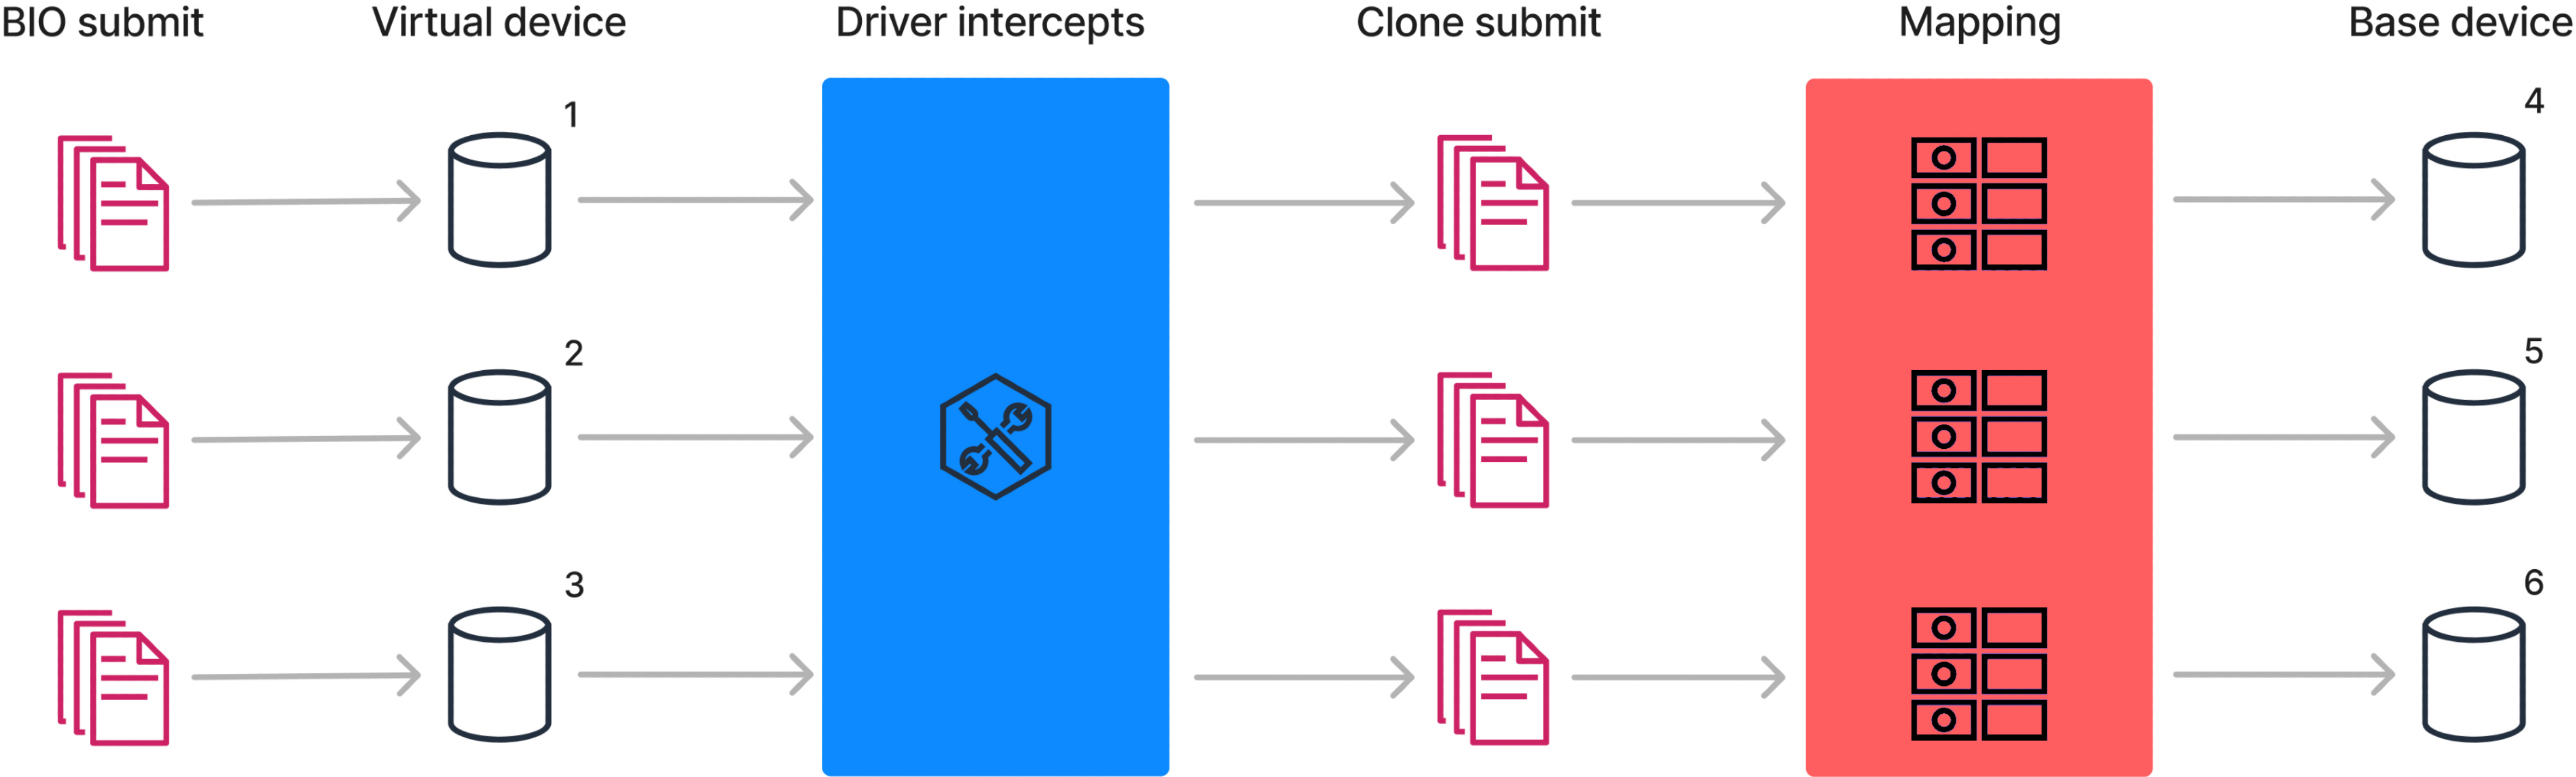 BIO submit
Virtual device
Driver intercepts
Clone submit
Mapping
Base device
1
4
2
5
3
6